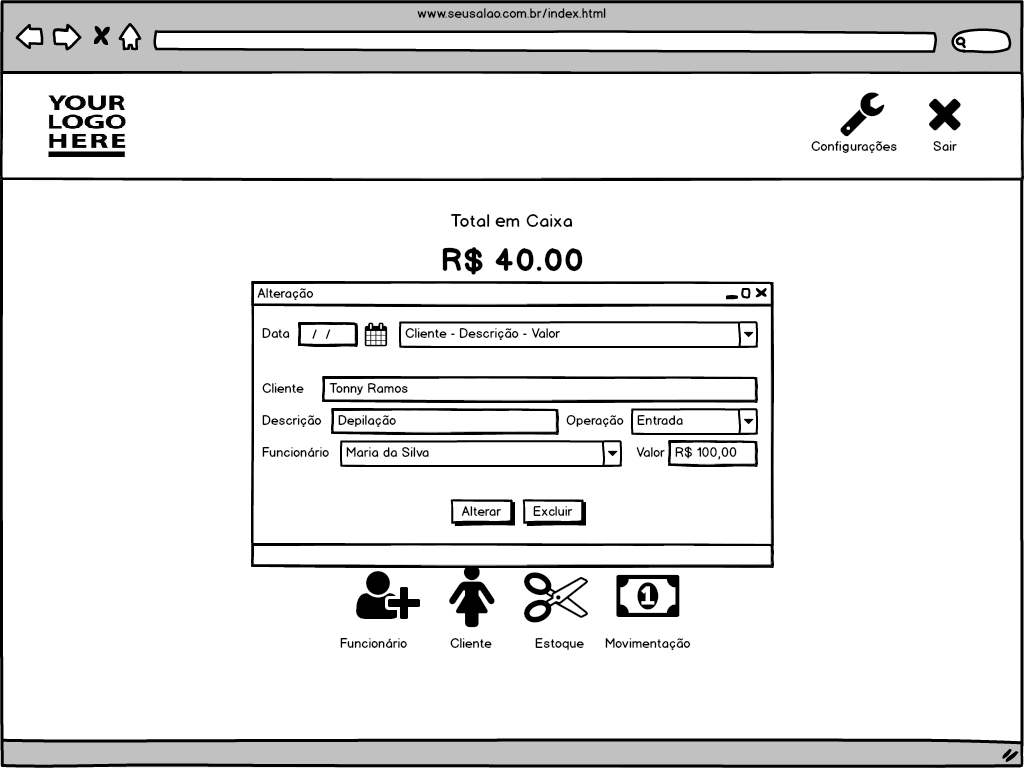 www.seusalao.com.br/index.html
YOUR
LOGO
HERE
Configurações
Sair
Total em Caixa
R$ 40.00
Alteração
Data / / Cliente - Descrição - Valor
Cliente Tonny Ramos
Descrição Depilação Operação Entrada
Funcionário Maria da Silva Valor R$ 100,00
Alterar Excluir
1
Funcionário Cliente Estoque Movimentação